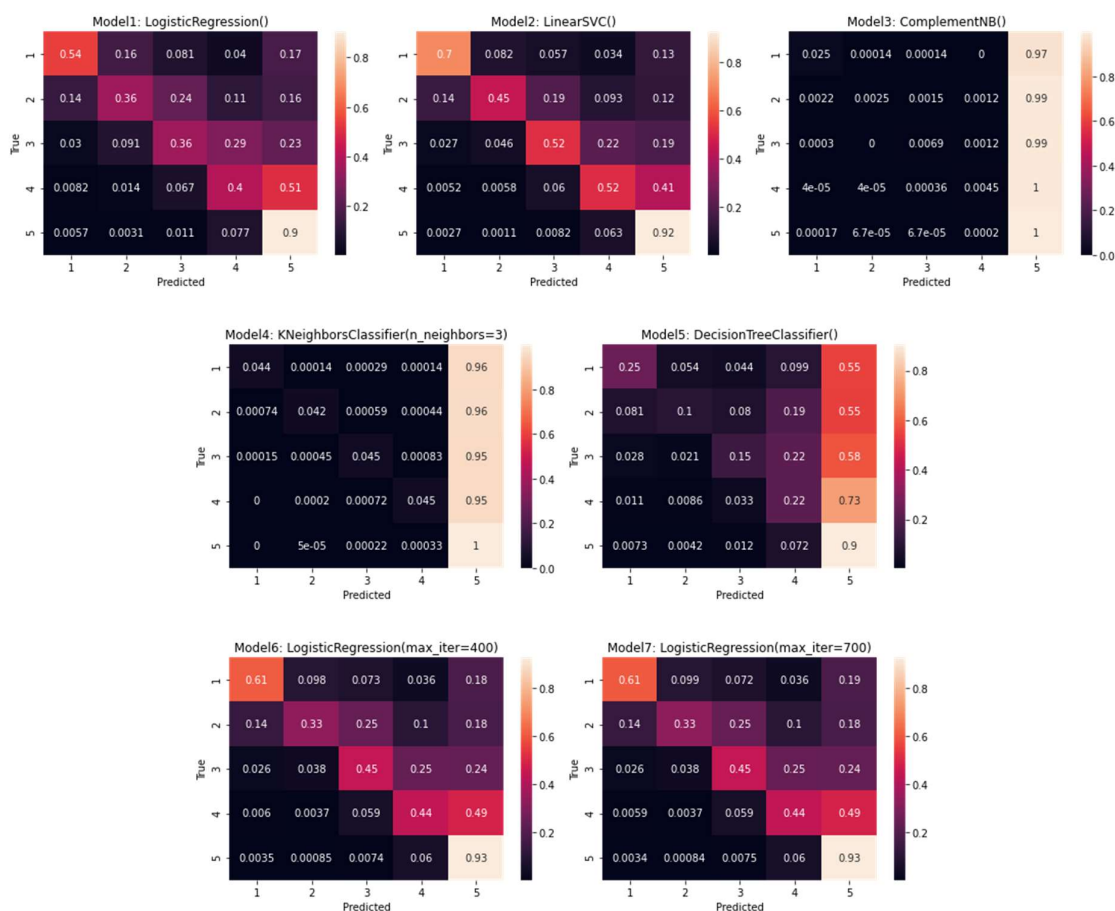 Model1: LogisticRegression()
1 0.54 0.16 0.081 0.04 0.17
2 0.14 0.36 0.24 0.11 0.16
3 0.03 0.091 0.36 0.29 0.23
4 0.0082 0.014 0.067 0.4 0.51
5 0.0057 0.0031 0.011 0.077 0.9
1 2 3 4 5
Predicted
True
0.8
0.6
0.4
0.2
Model2: LinearSVC()
1 0.7 0.082 0.057 0.034 0.13
2 0.14 0.45 0.19 0.093 0.12
3 0.027 0.046 0.52 0.22 0.19
4 0.0052 0.0058 0.06 0.52 0.41
5 0.0027 0.0011 0.0082 0.063 0.92
1 2 3 4 5
Predicted
True
0.8
0.6
0.4
0.2
Model3: ComplementNB()
1 0.025 0.00014 0.00014 0 0.97
2 0.0022 0.0025 0.0015 0.0012 0.99
3 0.0003 0 0.0069 0.0012 0.99
4 4e-05 4e-05 0.00036 0.0045 1
5 0.00017 6.7e-05 6.7e-05 0.0002 1
1 2 3 4 5
Predicted
True
0.8
0.6
0.4
0.2
0.0
Model4: KNeighborsClassifier(n_neighbors=3)
1 0.044 0.00014 0.00029 0.00014 0.96
2 0.00074 0.042 0.00059 0.00044 0.96
3 0.00015 0.00045 0.045 0.00083 0.95
4 0 0.0002 0.00072 0.045 0.95
5 0 5e-05 0.00022 0.00033 1
1 2 3 4 5
Predicted
True
0.8
0.6
0.4
0.2
0.0
Model5: DecisionTreeClassifier()
1 0.25 0.054 0.044 0.099 0.55
2 0.081 0.1 0.08 0.19 0.55
3 0.028 0.021 0.15 0.22 0.58
4 0.011 0.0086 0.033 0.22 0.73
5 0.0073 0.0042 0.012 0.072 0.9
1 2 3 4 5
Predicted
True
0.8
0.6
0.4
0.2
Model6: LogisticRegression(max_iter=400)
1 0.61 0.098 0.073 0.036 0.18
2 0.14 0.33 0.25 0.1 0.18
3 0.026 0.038 0.45 0.25 0.24
4 0.006 0.0037 0.059 0.44 0.49
5 0.0035 0.00085 0.0074 0.06 0.93
1 2 3 4 5
Predicted
True
0.8
0.6
0.4
0.2
Model7: LogisticRegression(max_iter=700)
1 0.61 0.099 0.072 0.036 0.19
2 0.14 0.33 0.25 0.1 0.18
3 0.026 0.038 0.45 0.25 0.24
4 0.0059 0.0037 0.059 0.44 0.49
5 0.0034 0.00084 0.0075 0.06 0.93
1 2 3 4 5
Predicted
True
0.8
0.6
0.4
0.2